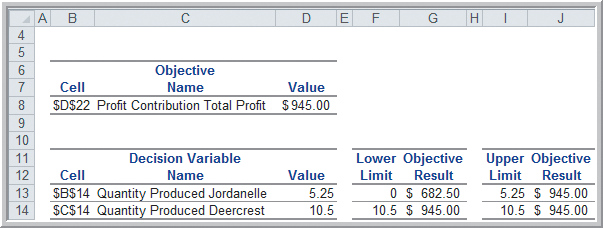 A B C D E F G H I J
4
5
6 Objective
7 Cell Name Value
8 $D$22 Profit Contribution Total Profit $945.00
9
10
11 Decision Variable Lower Objective Upper Objective
12 Cell Name Value Limit Result Limit Result
13 $B$14 Quantity Produced Jordanelle 5.25 0 $ 682.50 5.25 $ 945.00
14 $C$14 Quantity Produced Deercrest 10.5 10.5 $ 945.00 10.5 $ 945.00